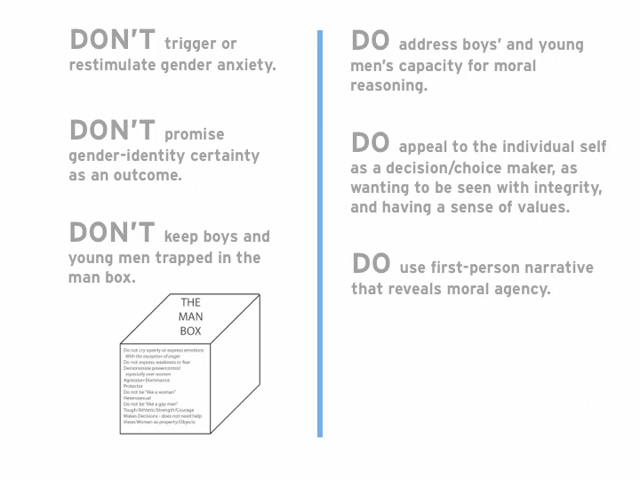 DON'T trigger or
restimulate gender anxiety.
DON'T promise
gender-identity certainty
as an outcome.
DON'T keep boys and
young men trapped in the
man box.
THE
MAN
BOX
Do not cry openly or express emotions
With the exception of anger
Do not express weakness or fear
Demonstrate power control
especially over women
Agression-Dominance
Protector
Do not be "like a woman"
Heterosexual
Do not be "like a gay man"
Tough/Athletic/Strength/Courage
Makes Decisions - does not need help
Views Woman as property/Objects
DO address boys' and young
men's capacity for moral
reasoning.
DO appeal to the individual self
as a decision/choice maker, as
wanting to be seen with integrity,
and having a sense of values.
DO use first-person narrative
that reveals moral agency.